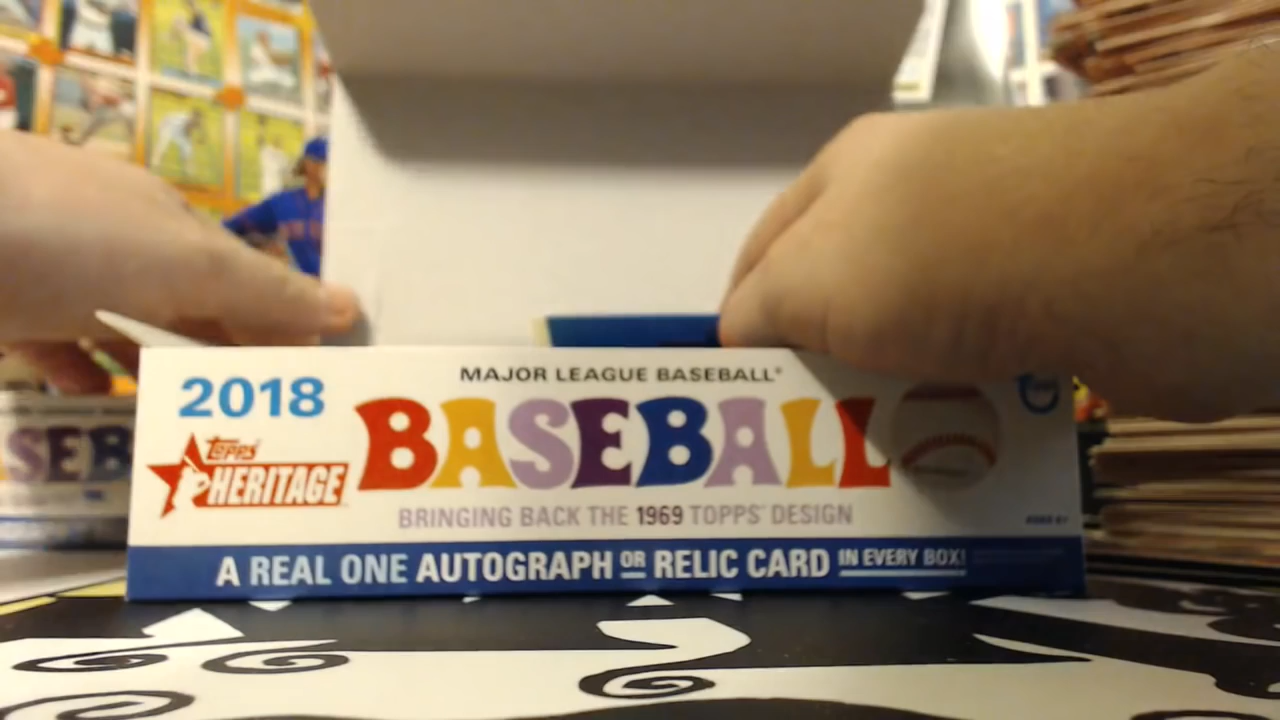 MAJOR LEAGUE BASEBALL®
2018
BASEBALL
Topps
HERITAGE
BRINGING BACK THE 1969 TOPPS® DESIGN
A REAL ONE AUTOGRAPH OR RELIC CARD IN EVERY BOX!
SEB